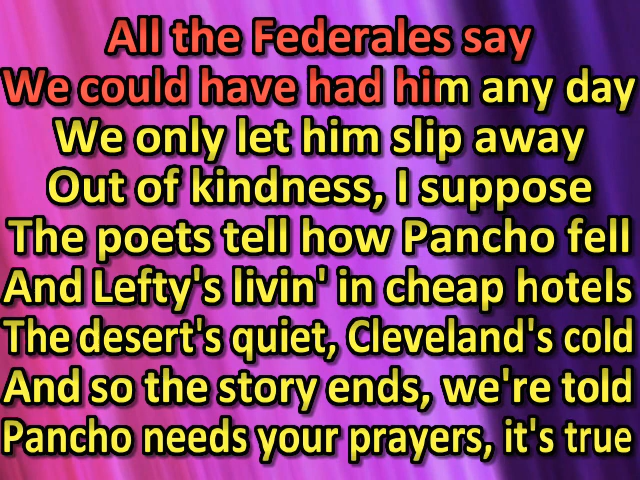 All the Federales say
We could have had him any day
We only let him slip away
Out of kindness, I suppose
The poets tell how Pancho fell
And Lefty's livin' in cheap hotels
The desert's quiet, Cleveland's cold
And so the story ends, we're told
Pancho needs your prayers, it's true